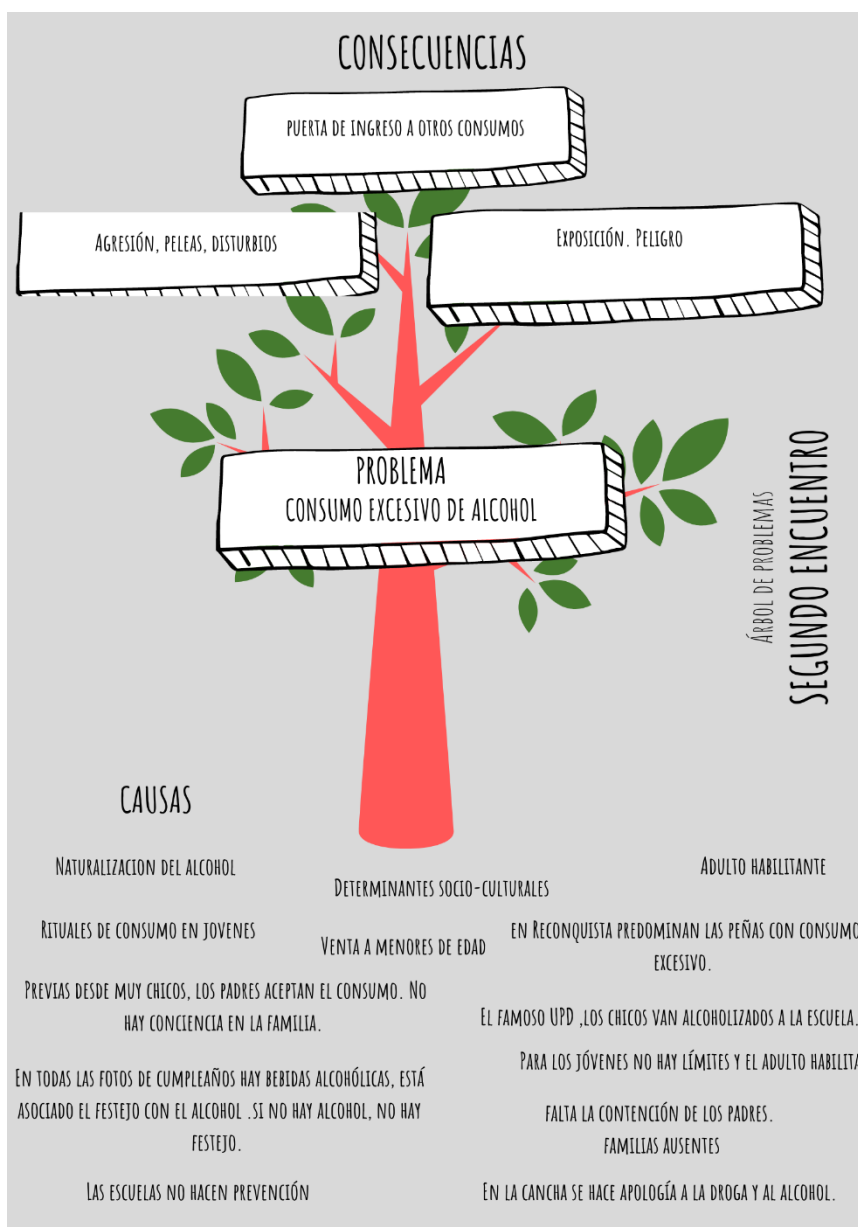 CONSECUENCIAS
PUERTA DE INGRESO A OTROS CONSUMOS
AGRESIÓN, PELEAS, DISTURBIOS
EXPOSICIÓN. PELIGRO
PROBLEMA
CONSUMO EXCESIVO DE ALCOHOL
ÁRBOL DE PROBLEMAS
SEGUNDO ENCUENTRO
CAUSAS
NATURALIZACION DEL ALCOHOL
DETERMINANTES SOCIO-CULTURALES
ADULTO HABILITANTE
RITUALES DE CONSUMO EN JOVENES
VENTA A MENORES DE EDAD
EN RECONQUISTA PREDOMINAN LAS PEÑAS CON CONSUMO
EXCESIVO.
PREVIAS DESDE MUY CHICOS, LOS PADRES ACEPTAN EL CONSUMO. NO
HAY CONCIENCIA EN LA FAMILIA.
EL FAMOSO UPD ,LOS CHICOS VAN ALCOHOLIZADOS A LA ESCUELA.
PARA LOS JÓVENES NO HAY LÍMITES Y EL ADULTO HABILITA
EN TODAS LAS FOTOS DE CUMPLEAÑOS HAY BEBIDAS ALCOHÓLICAS, ESTÁ
ASOCIADO EL FESTEJO CON EL ALCOHOL .SI NO HAY ALCOHOL, NO HAY
FESTEJO.
FALTA LA CONTENCIÓN DE LOS PADRES.
FAMILIAS AUSENTES
LAS ESCUELAS NO HACEN PREVENCIÓN
EN LA CANCHA SE HACE APOLOGÍA A LA DROGA Y AL ALCOHOL.